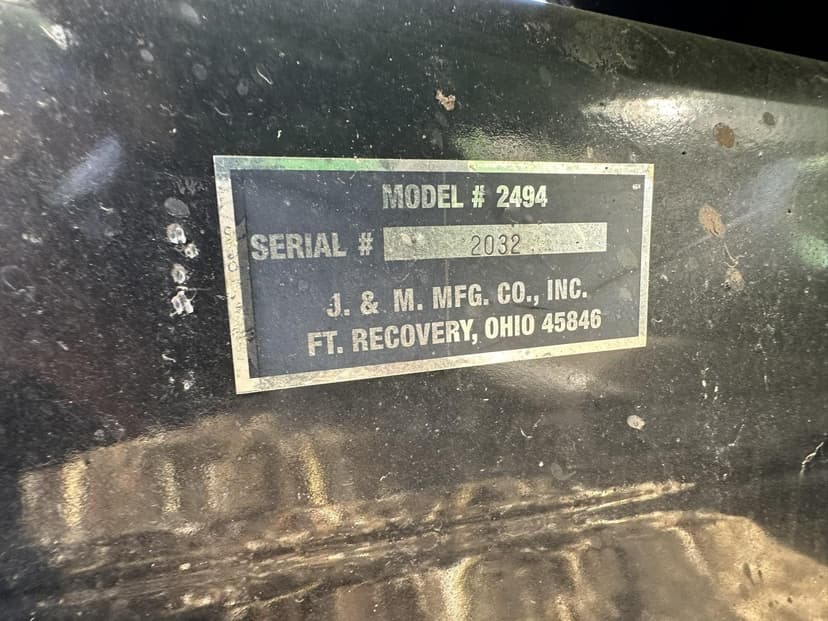 MODEL # 2494
SERIAL # 2032
J. & M. MFG. CO., INC.
FT. RECOVERY, OHIO 45846